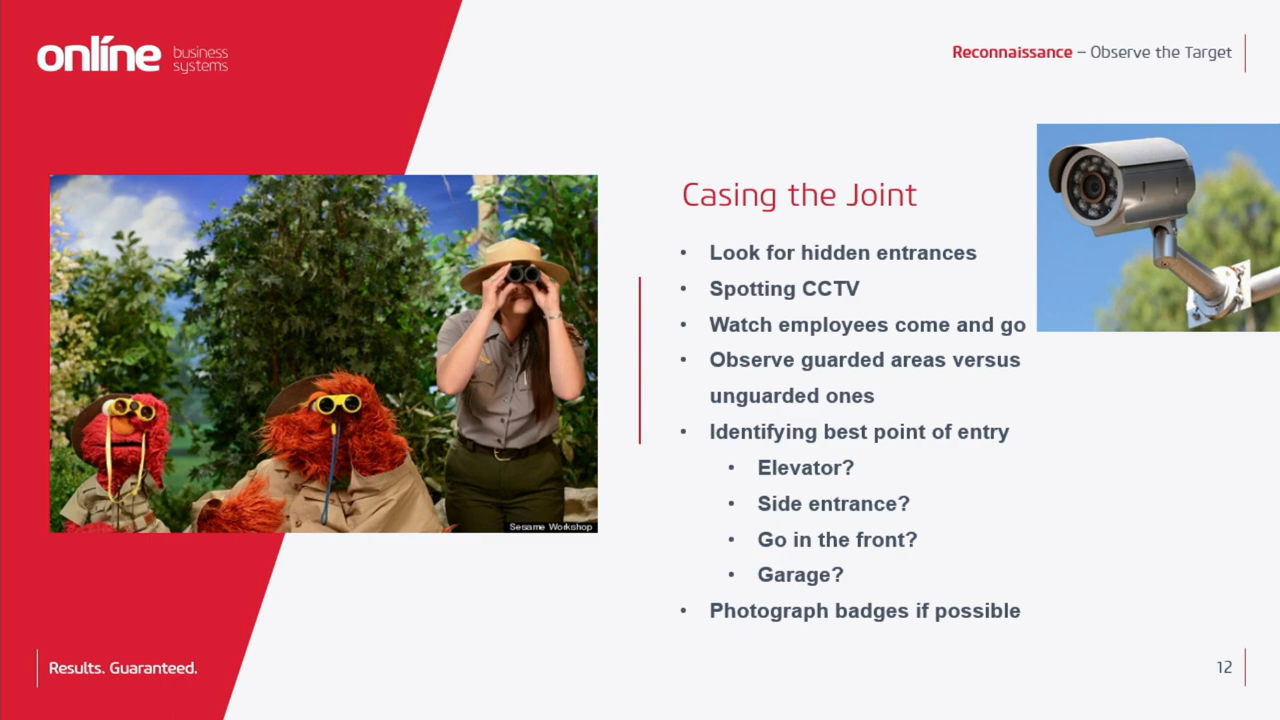 online business
systems
Reconnaissance – Observe the Target
Casing the Joint
• Look for hidden entrances
• Spotting CCTV
• Watch employees come and go
• Observe guarded areas versus
unguarded ones
• Identifying best point of entry
• Elevator?
• Side entrance?
• Go in the front?
• Garage?
• Photograph badges if possible
Sesame Workshop
Results. Guaranteed.
12